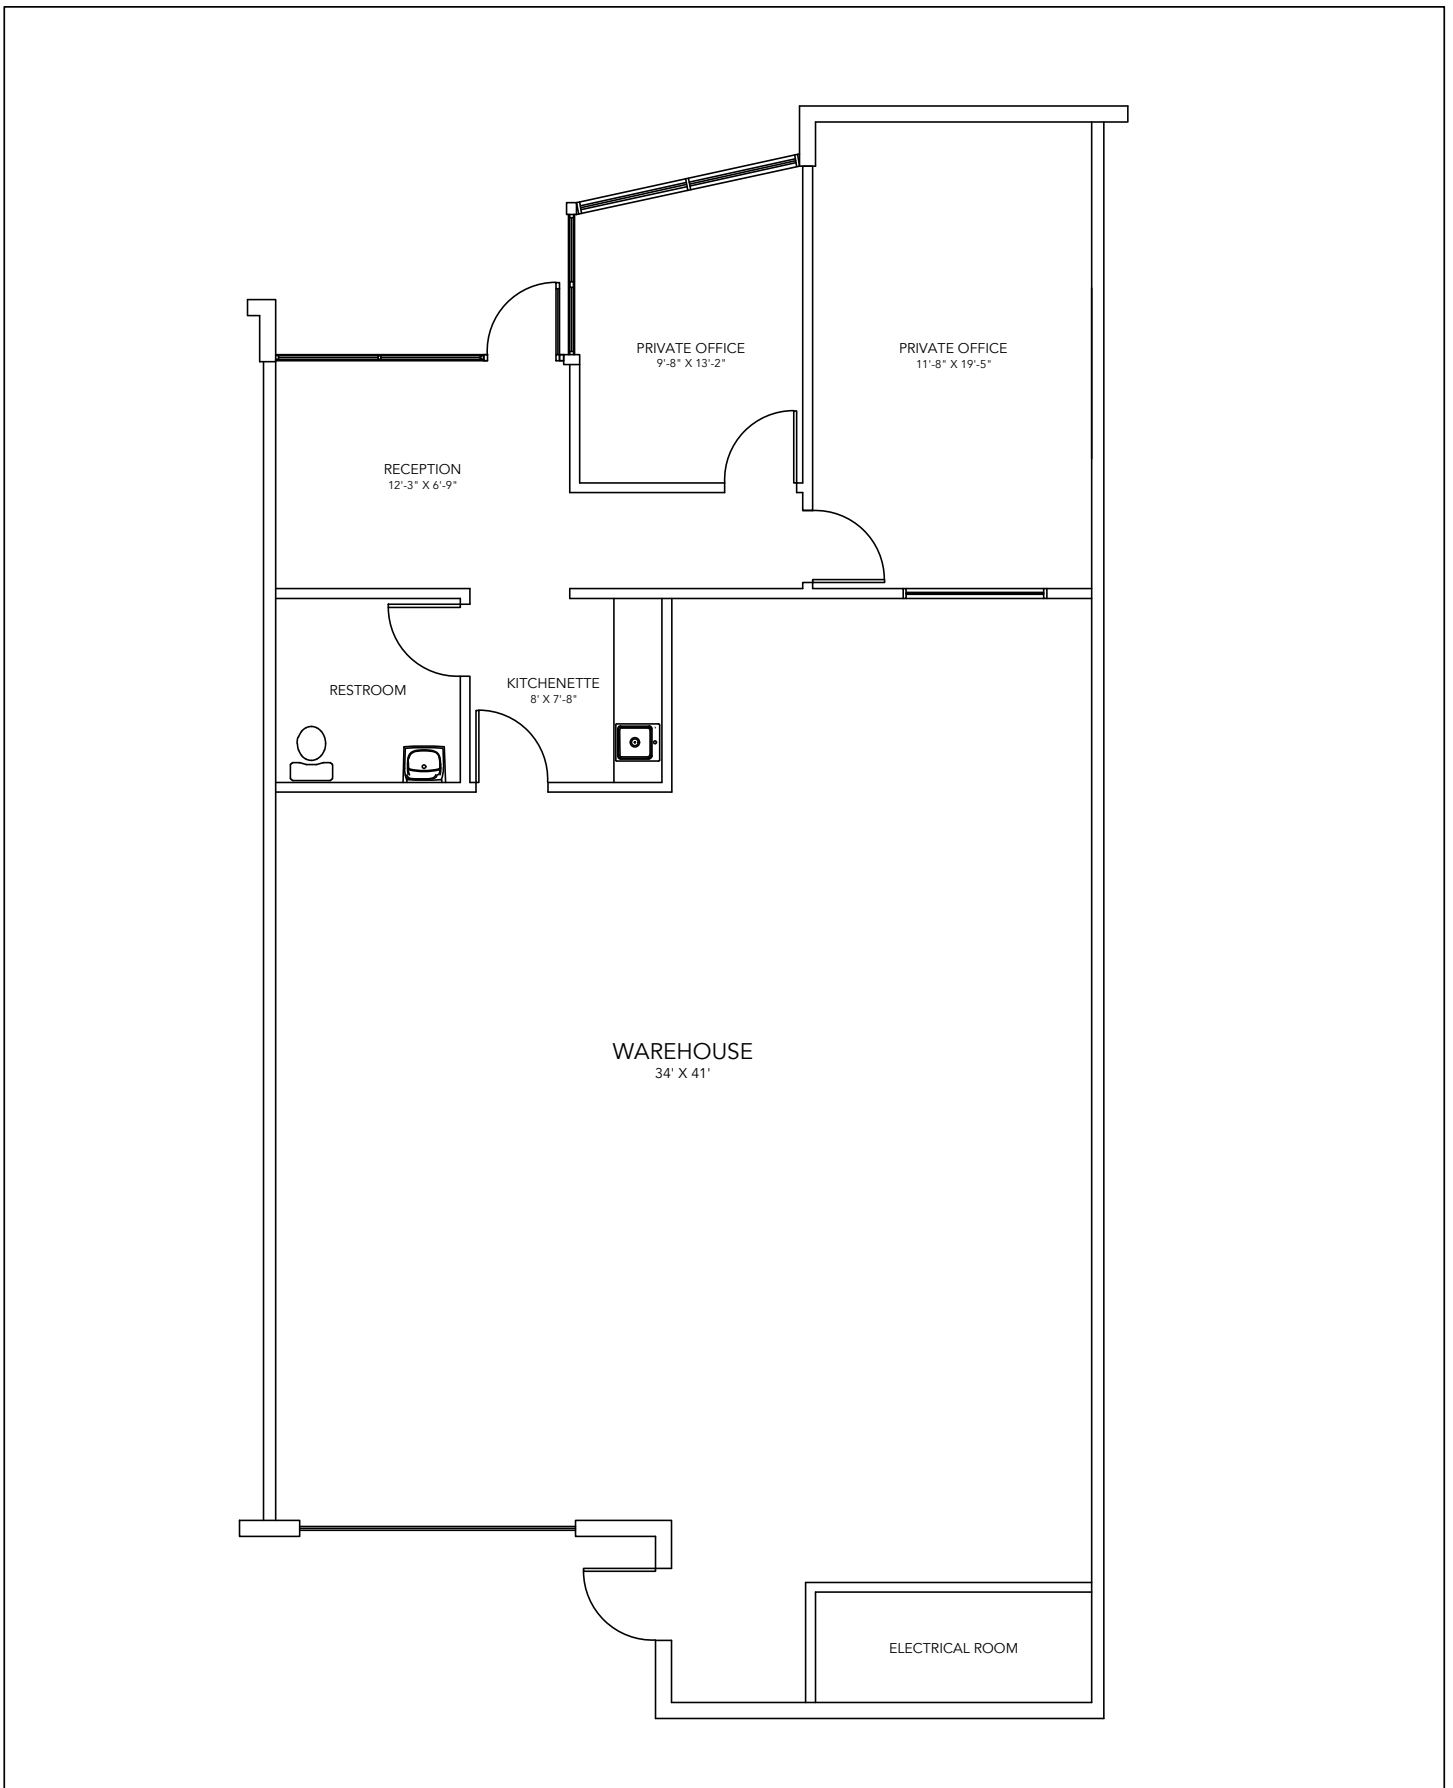 PRIVATE OFFICE
9'-8" X 13'-2"
PRIVATE OFFICE
11'-8" X 19'-5"
RECEPTION
12'-3" X 6'-9"
RESTROOM
KITCHENETTE
8' X 7'-8"
WAREHOUSE
34' X 41'
ELECTRICAL ROOM